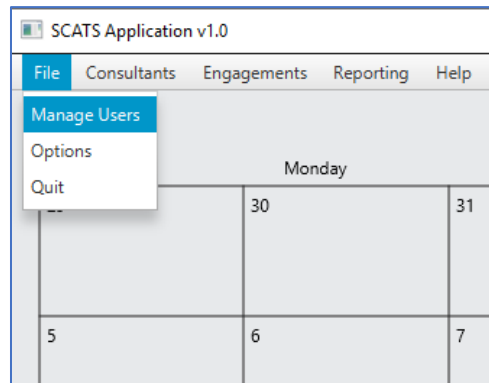 SCATS Application v1.0
File Consultants Engagements Reporting Help
Manage Users
Options
Quit
Monday
30 31
5 6 7